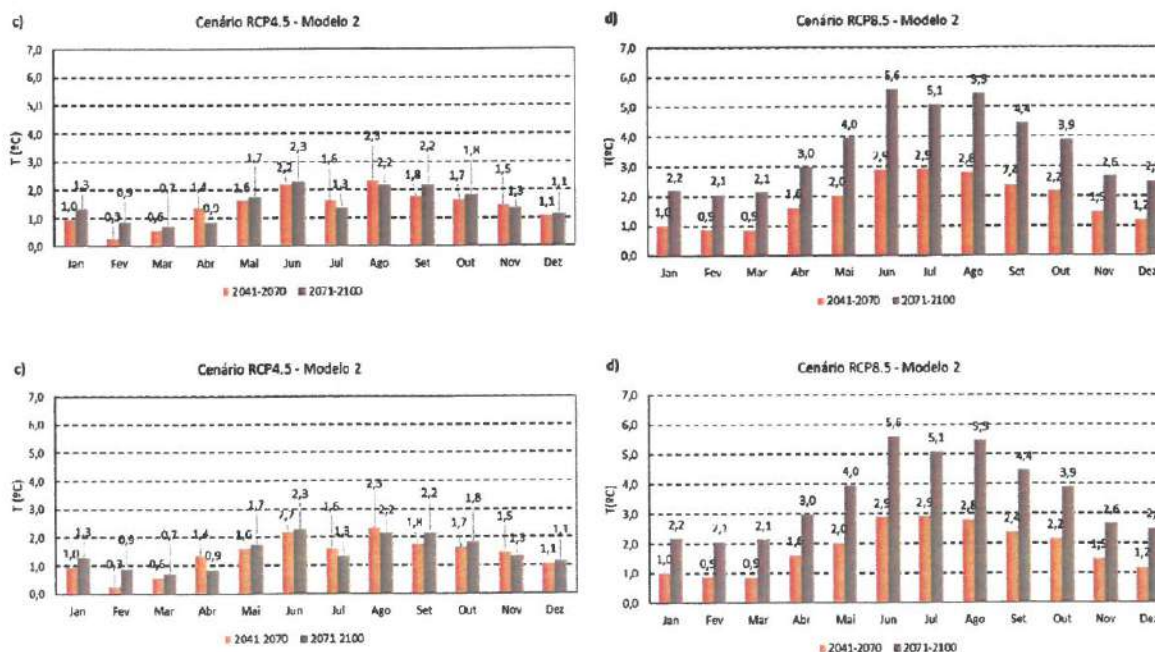 c)
Cenário RCP4.5 - Modelo 2
7,0
6,0
5,0
4,0
3,0
2,0
1,0
0,0
T (ºC)
1,0 1,3 0,3 0,9 0,6 0,7 1,4 0,9 1,6 1,7 2,2 2,3 1,6 1,3 2,3 2,2 1,8 2,2 1,7 1,8 1,5 1,3 1,1 1,1
Jan Fev Mar Abr Mai Jun Jul Ago Set Out Nov Dez
2041-2070 2071-2100
d)
Cenário RCP8.5 - Modelo 2
7,0
6,0
5,0
4,0
3,0
2,0
1,0
0,0
T(ºC)
1,0 2,2 0,9 2,1 0,9 2,1 1,6 3,0 2,0 4,0 2,9 5,6 2,9 5,1 2,8 5,5 2,4 4,4 2,2 3,9 1,5 2,6 1,2
Jan Fev Mar Abr Mai Jun Jul Ago Set Out Nov Dez
2041-2070 2071-2100
c)
Cenário RCP4.5 - Modelo 2
7,0
6,0
5,0
4,0
3,0
2,0
1,0
0,0
T (ºC)
1,0 1,3 0,3 0,9 0,6 0,7 1,4 0,9 1,6 1,7 2,2 2,3 1,6 1,3 2,3 2,2 1,8 2,2 1,7 1,8 1,5 1,3 1,1 1,1
Jan Fev Mar Abr Mai Jun Jul Ago Set Out Nov Dez
2041 2070 2071 2100
d)
Cenário RCP8.5 - Modelo 2
7,0
6,0
5,0
4,0
3,0
2,0
1,0
0,0
T(ºC)
1,0 2,2 0,9 2,1 0,9 2,1 1,6 3,0 2,0 4,0 2,9 5,6 2,9 5,1 2,8 5,5 2,4 4,4 2,2 3,9 1,5 2,6 1,2
Jan Fev Mar Abr Mai Jun Jul Ago Set Out Nov Dez
2041-2070 2071-2100